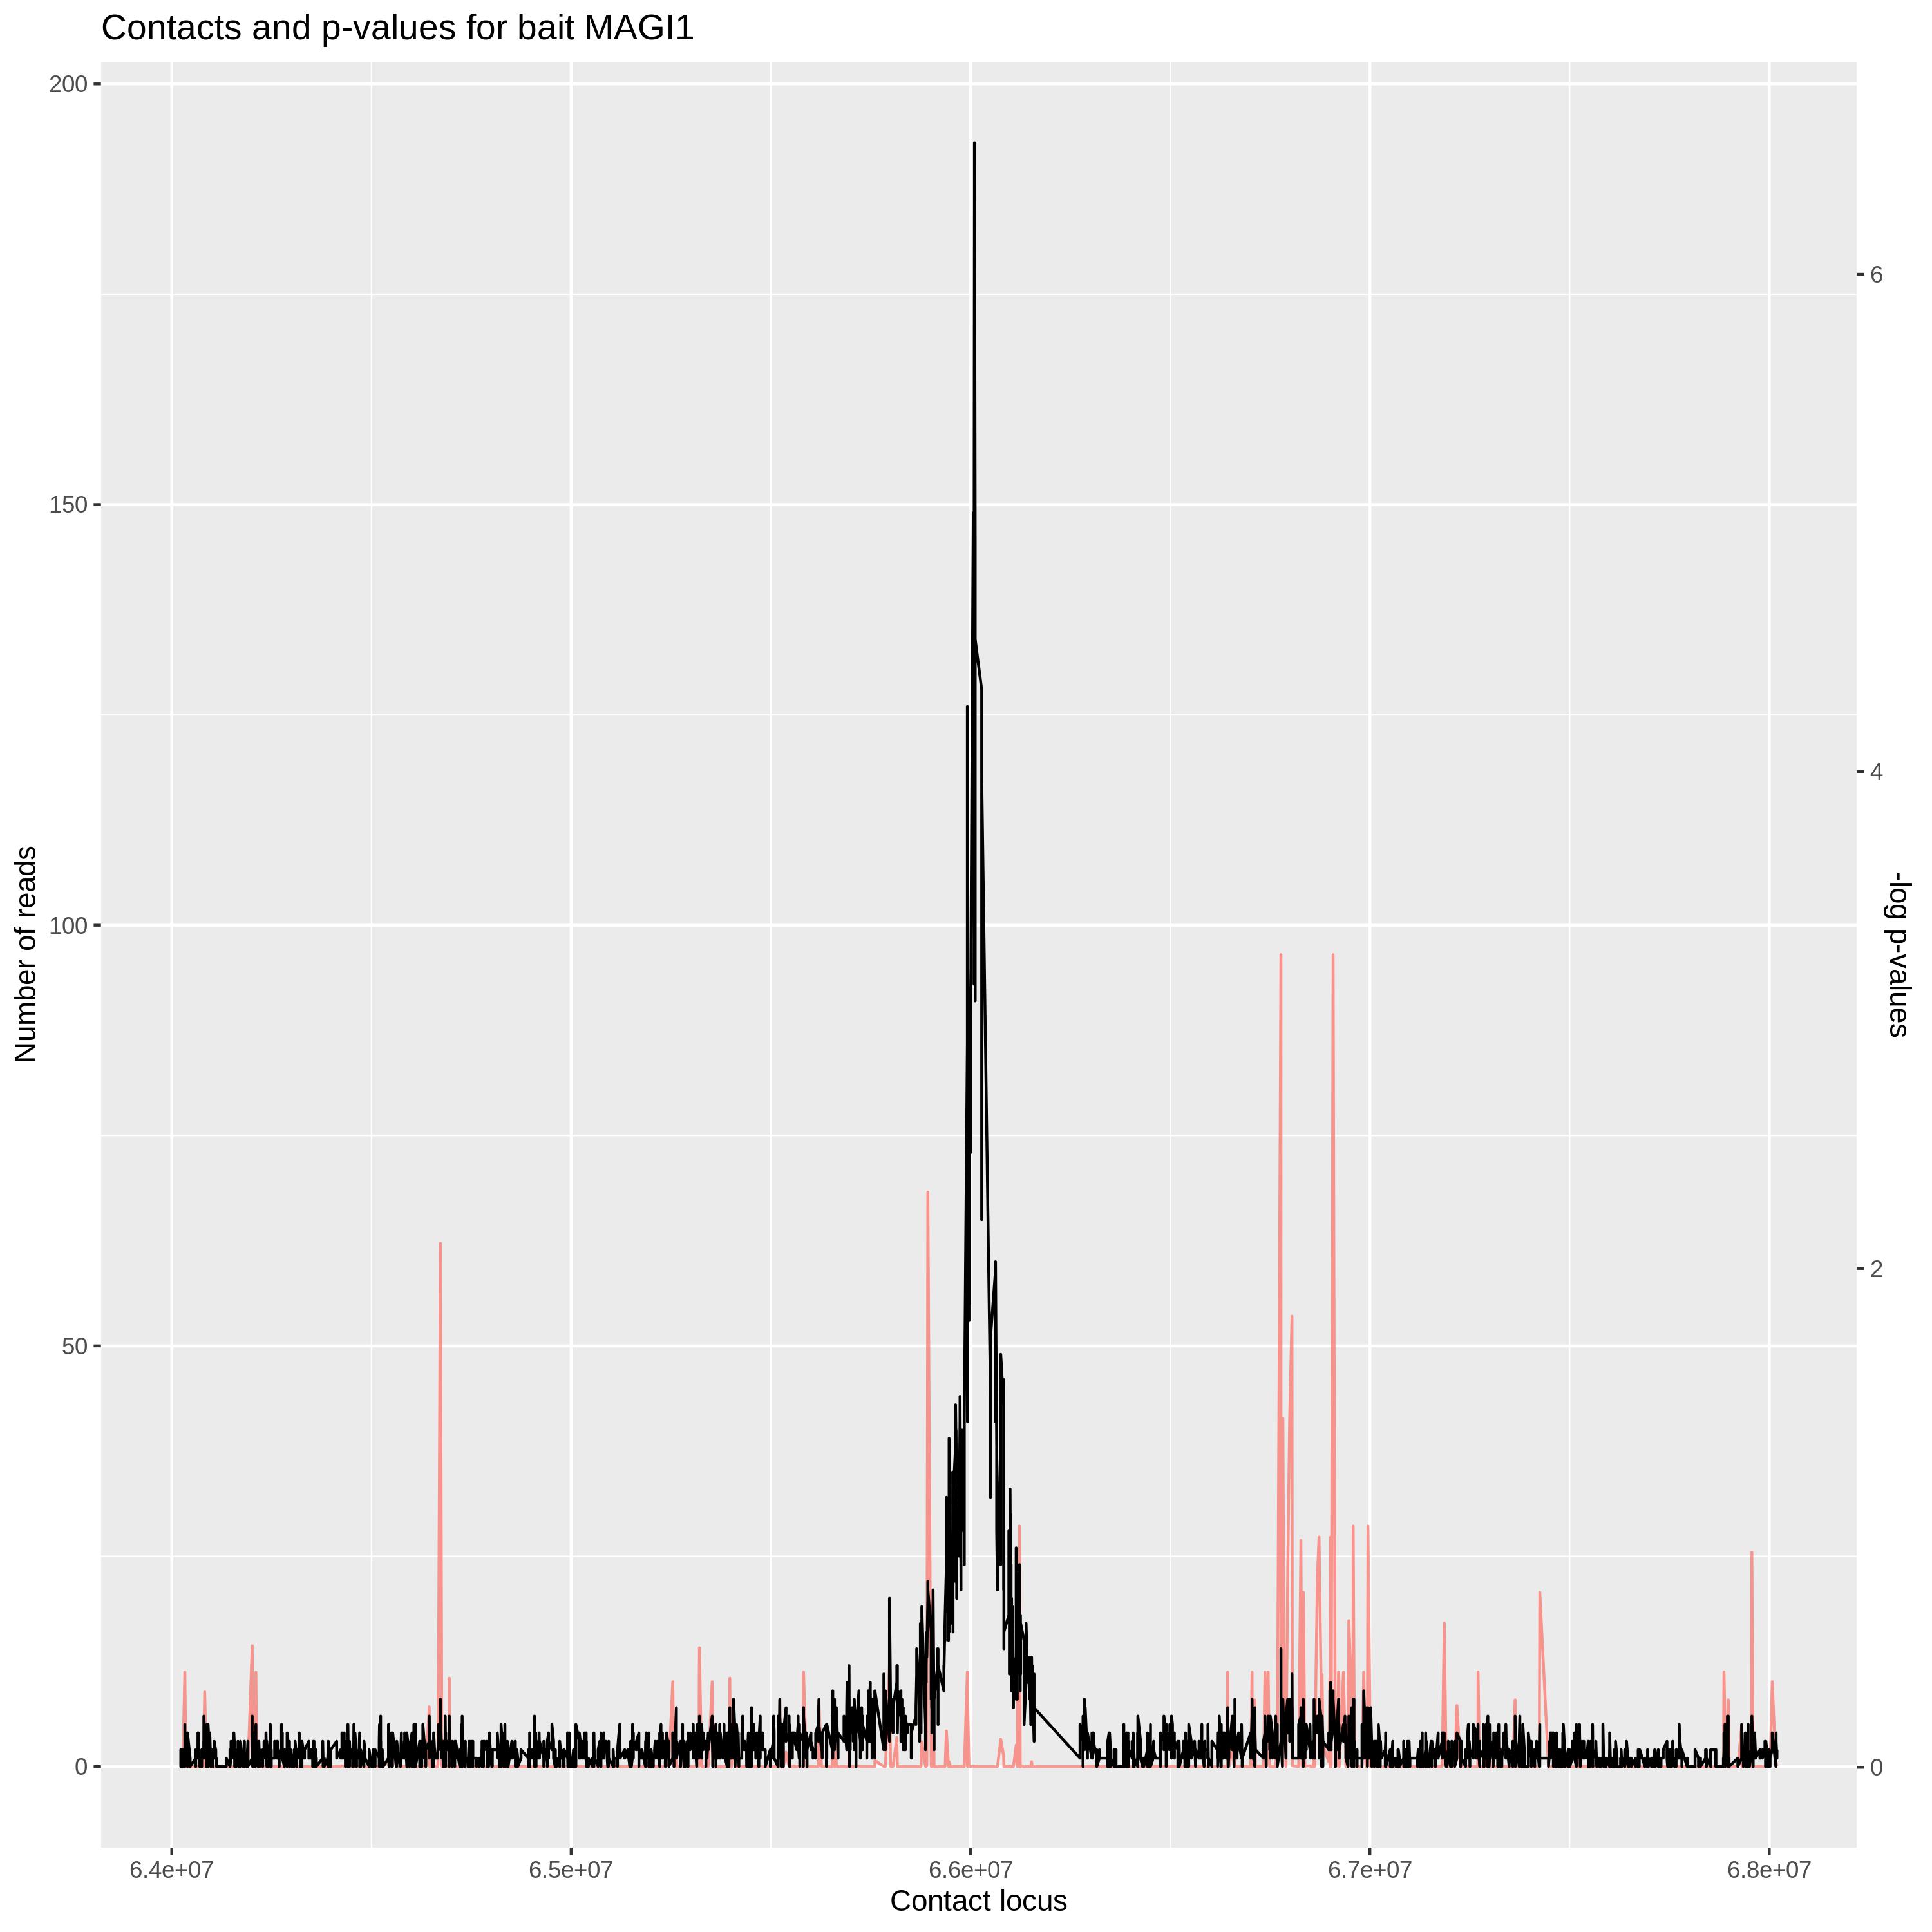 Contacts and p-values for bait MAGI1
200
150
100
50
0
Number of reads
6
4
2
0
-log p-values
6.4e+07
6.5e+07
6.6e+07
6.7e+07
6.8e+07
Contact locus